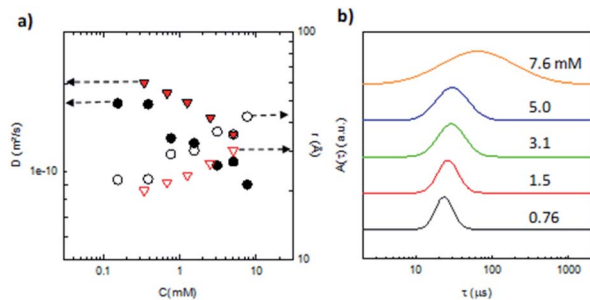 a)
100
D (m²/s)
1e-10
r (Å)
10
0.1
1
10
C(mM)
b)
7.6 mM
5.0
3.1
1.5
0.76
A(τ) (a.u.)
10
100
1000
τ (μs)